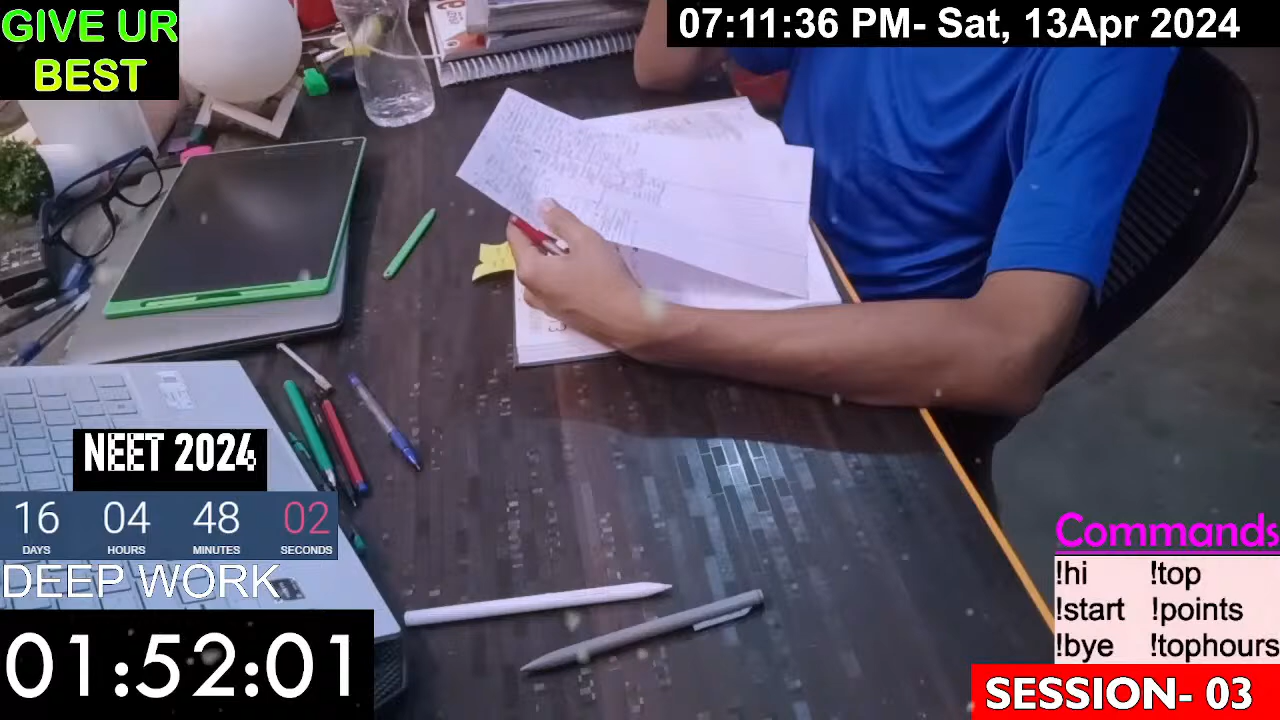 GIVE UR
BEST
07:11:36 PM- Sat, 13Apr 2024
NEET 2024
16 04 48 02
DAYS HOURS MINUTES SECONDS
DEEP WORK
01:52:01
Commands
!hi !top
!start !points
!bye !tophours
SESSION- 03